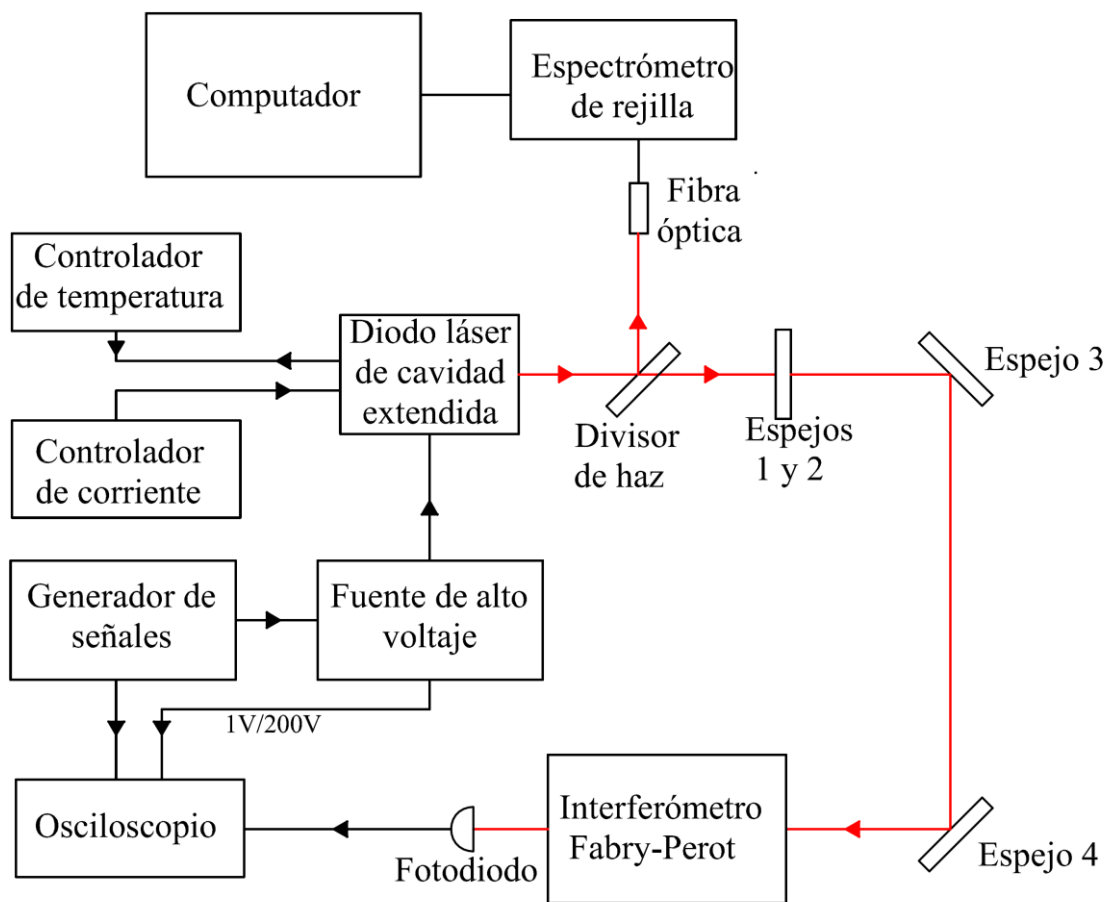 Computador
Espectrómetro
de rejilla
Fibra
óptica
Controlador
de temperatura
Diodo láser
de cavidad
extendida
Controlador
de corriente
Divisor
de haz
Espejos
1 y 2
Espejo 3
Generador de
señales
Fuente de alto
voltaje
1V/200V
Osciloscopio
Fotodiodo
Interferómetro
Fabry-Perot
Espejo 4